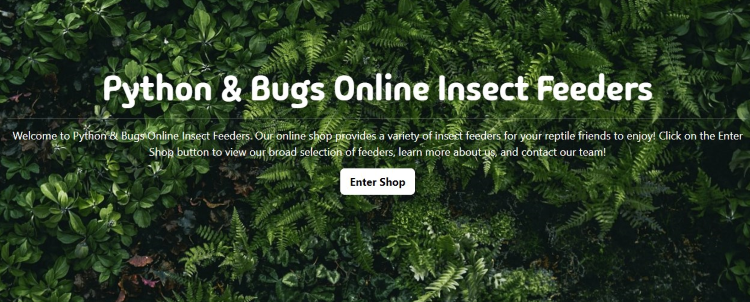 Python & Bugs Online Insect Feeders
Welcome to Python & Bugs Online Insect Feeders. Our online shop provides a variety of insect feeders for your reptile friends to enjoy! Click on the Enter
Shop button to view our broad selection of feeders, learn more about us, and contact our team!
Enter Shop